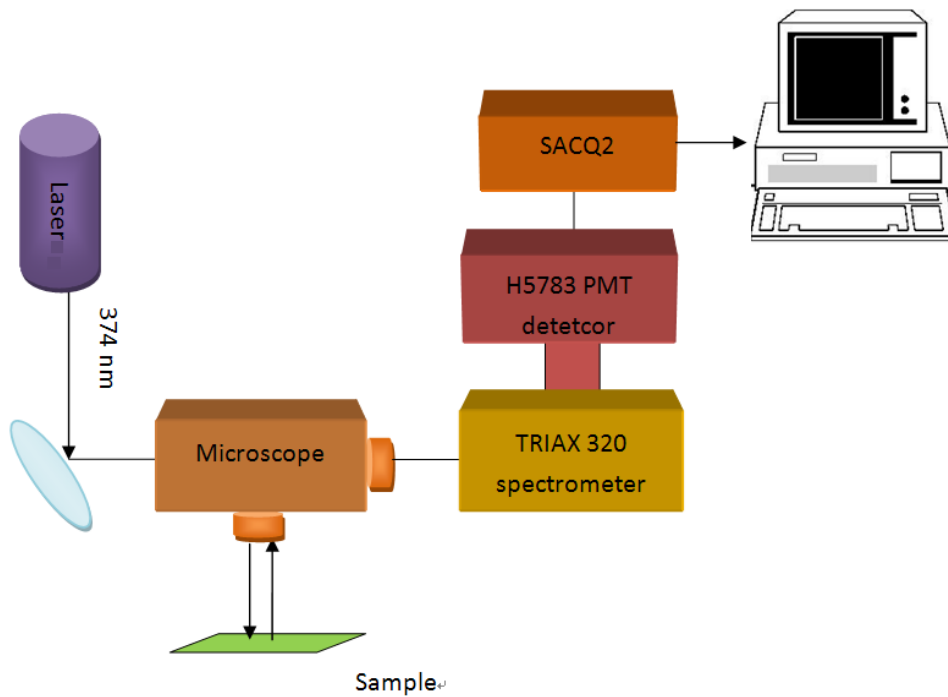 SACQ2
Laser
H5783 PMT
detetcor
374 nm
Microscope
TRIAX 320
spectrometer
Sample